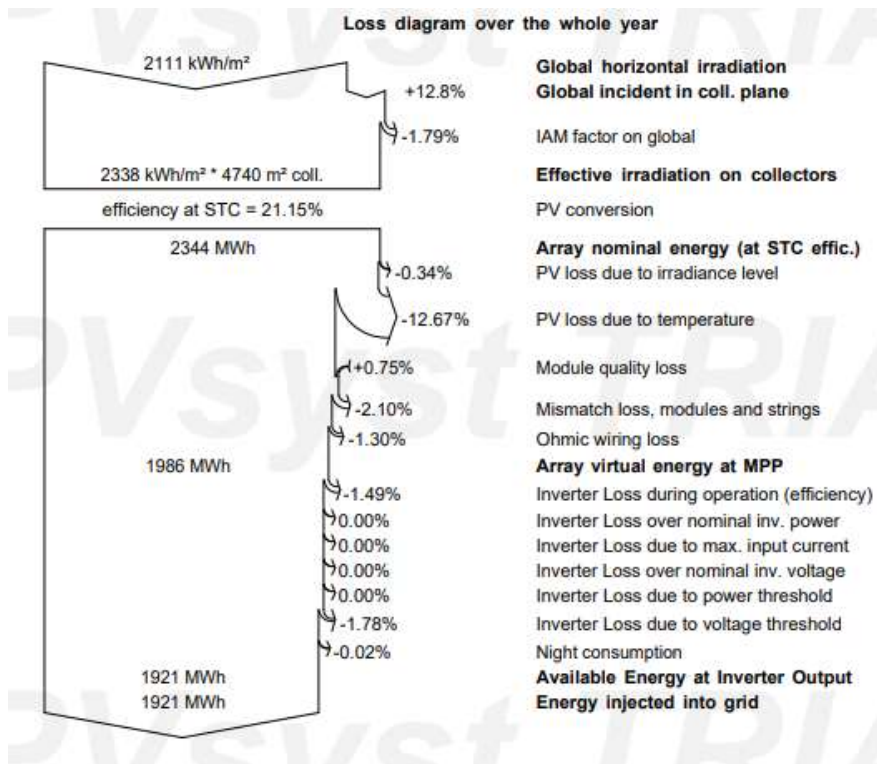 Loss diagram over the whole year
2111 kWh/m² Global horizontal irradiation
+12.8% Global incident in coll. plane
-1.79% IAM factor on global
2338 kWh/m² * 4740 m² coll. Effective irradiation on collectors
efficiency at STC = 21.15% PV conversion
2344 MWh Array nominal energy (at STC effic.)
-0.34% PV loss due to irradiance level
-12.67% PV loss due to temperature
+0.75% Module quality loss
-2.10% Mismatch loss, modules and strings
-1.30% Ohmic wiring loss
1986 MWh Array virtual energy at MPP
-1.49% Inverter Loss during operation (efficiency)
0.00% Inverter Loss over nominal inv. power
0.00% Inverter Loss due to max. input current
0.00% Inverter Loss over nominal inv. voltage
0.00% Inverter Loss due to power threshold
-1.78% Inverter Loss due to voltage threshold
-0.02% Night consumption
1921 MWh Available Energy at Inverter Output
1921 MWh Energy injected into grid
PVsyst TRIA
PVsyst TRIA
PVsyst TRIA